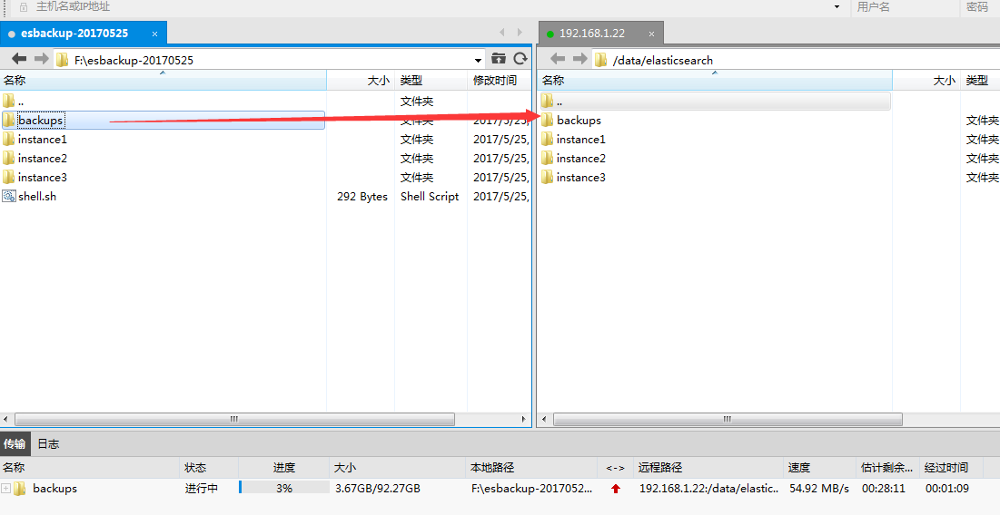 主机名或IP地址 用户名 密码
esbackup-20170525 × 192.168.1.22 ×
F:\esbackup-20170525 /data/elasticsearch
名称 大小 类型 修改时间 名称 大小 类型
.. 文件夹 ..
backups 文件夹 2017/5/25, backups 文件夹
instance1 文件夹 2017/5/25, instance1 文件夹
instance2 文件夹 2017/5/25, instance2 文件夹
instance3 文件夹 2017/5/25, instance3 文件夹
shell.sh 292 Bytes Shell Script 2017/5/25,
传输 日志
名称 状态 进度 大小 本地路径 <-> 远程路径 速度 估计剩余... 经过时间
backups 进行中 3% 3.67GB/92.27GB F:\esbackup-2017052... 192.168.1.22:/data/elastic... 54.92 MB/s 00:28:11 00:01:09